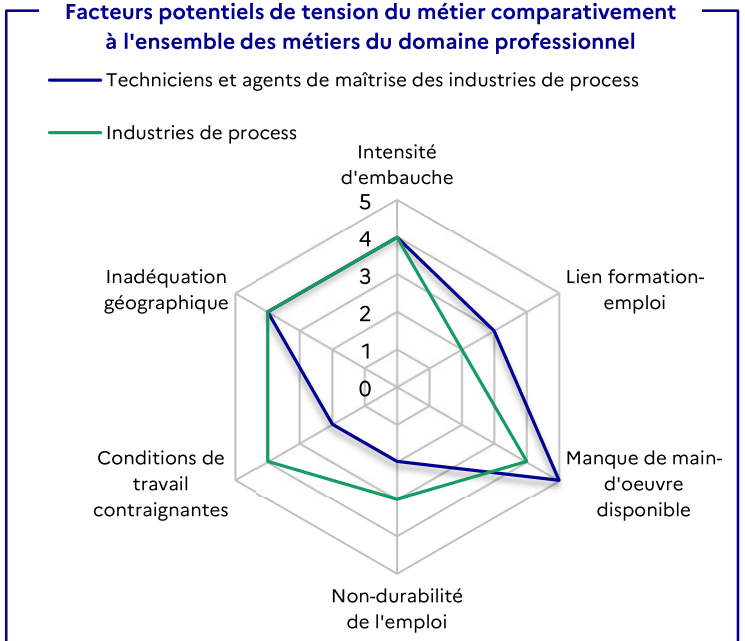 Facteurs potentiels de tension du métier comparativement
à l'ensemble des métiers du domaine professionnel
Techniciens et agents de maîtrise des industries de process
Industries de process
Intensité
d'embauche
5
4
3
2
1
0
Lien formation-
emploi
Manque de main-
d'oeuvre
disponible
Non-durabilité
de l'emploi
Conditions de
travail
contraignantes
Inadéquation
géographique